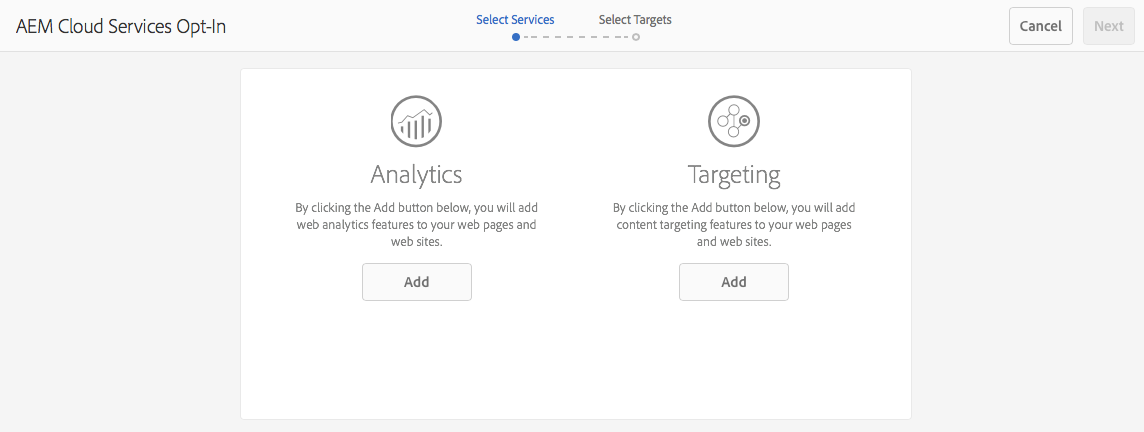 AEM Cloud Services Opt-In
Select Services
Select Targets
Cancel
Next
Analytics
By clicking the Add button below, you will add
web analytics features to your web pages and
web sites.
Add
Targeting
By clicking the Add button below, you will add
content targeting features to your web pages
and web sites.
Add